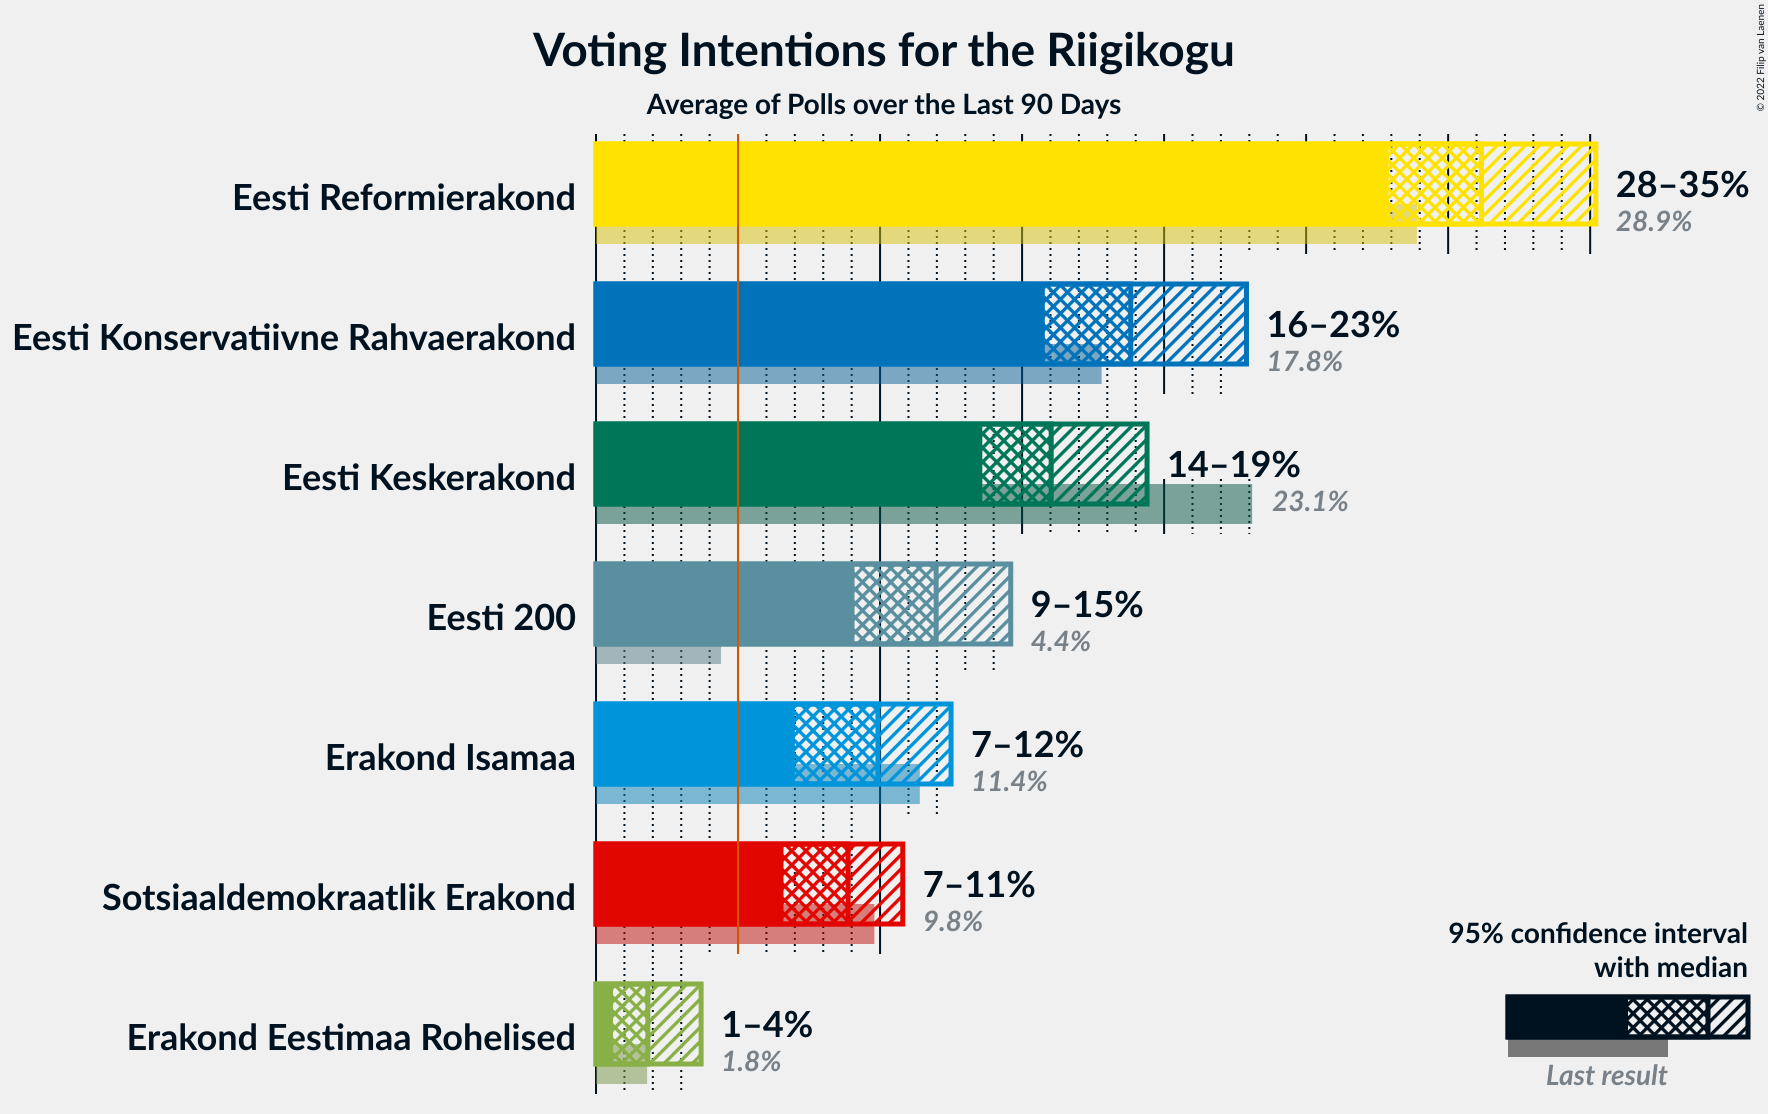 Voting Intentions for the Riigikogu
Average of Polls over the Last 90 Days
© 2022 Filip van Laenen
Eesti Reformierakond
28–35%
28.9%
Eesti Konservatiivne Rahvaerakond
16–23%
17.8%
Eesti Keskerakond
14–19%
23.1%
Eesti 200
9–15%
4.4%
Erakond Isamaa
7–12%
11.4%
Sotsiaaldemokraatlik Erakond
7–11%
9.8%
Erakond Eestimaa Rohelised
1–4%
1.8%
95% confidence interval
with median
Last result